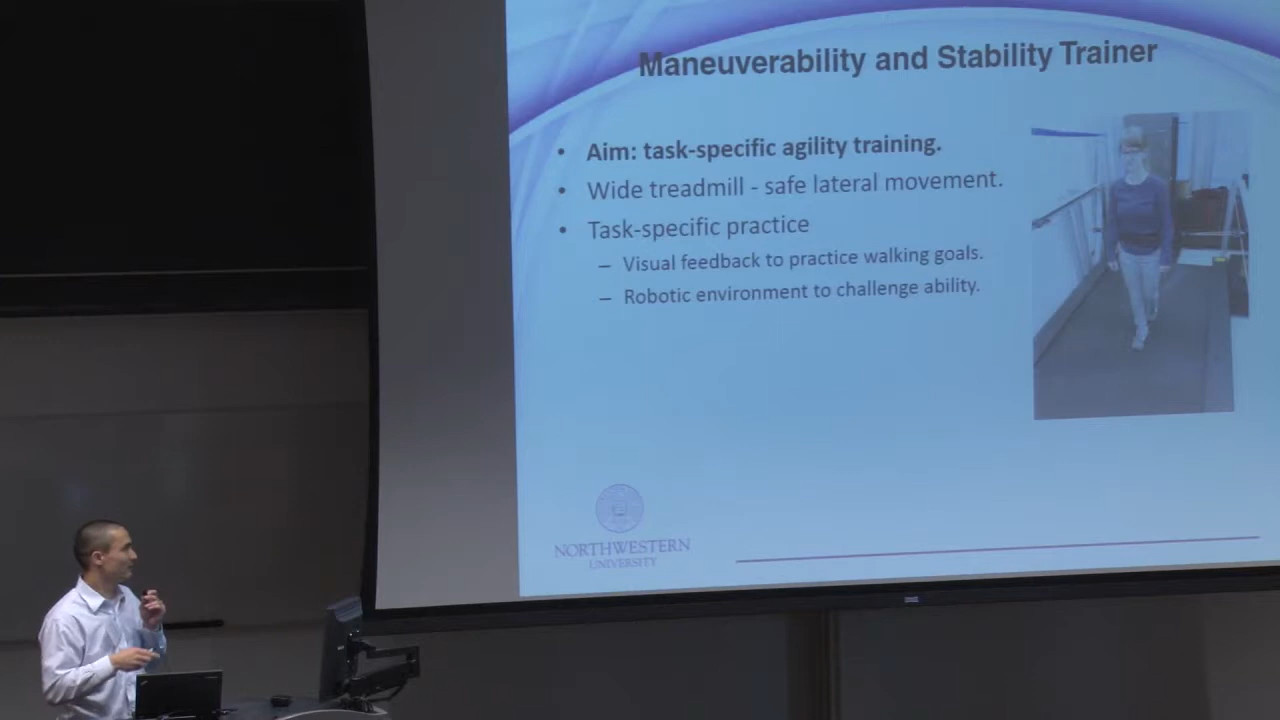 Maneuverability and Stability Trainer
• Aim: task-specific agility training.
• Wide treadmill - safe lateral movement.
• Task-specific practice
– Visual feedback to practice walking goals.
– Robotic environment to challenge ability.
NORTHWESTERN
UNIVERSITY